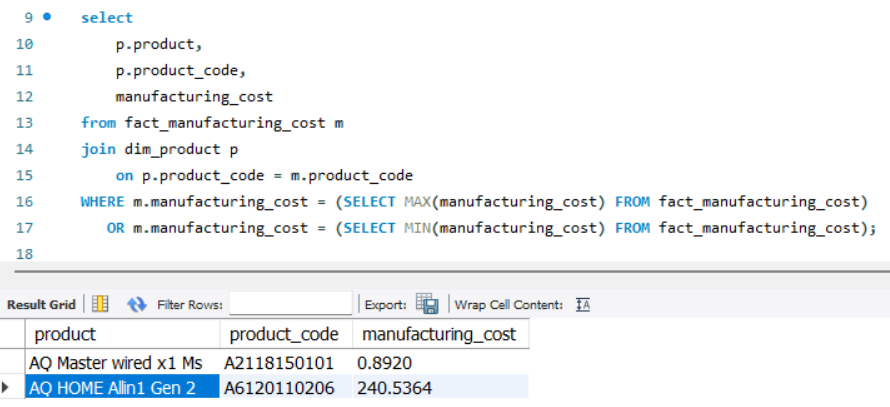 9 select
10 p.product,
11 p.product_code,
12 manufacturing_cost
13 from fact_manufacturing_cost m
14 join dim_product p
15 on p.product_code = m.product_code
16 WHERE m.manufacturing_cost = (SELECT MAX(manufacturing_cost) FROM fact_manufacturing_cost)
17 OR m.manufacturing_cost = (SELECT MIN(manufacturing_cost) FROM fact_manufacturing_cost);
18
Result Grid Filter Rows: Export: Wrap Cell Content: IA
product product_code manufacturing_cost
AQ Master wired x1 Ms A2118150101 0.8920
AQ HOME Allin1 Gen 2 A6120110206 240.5364